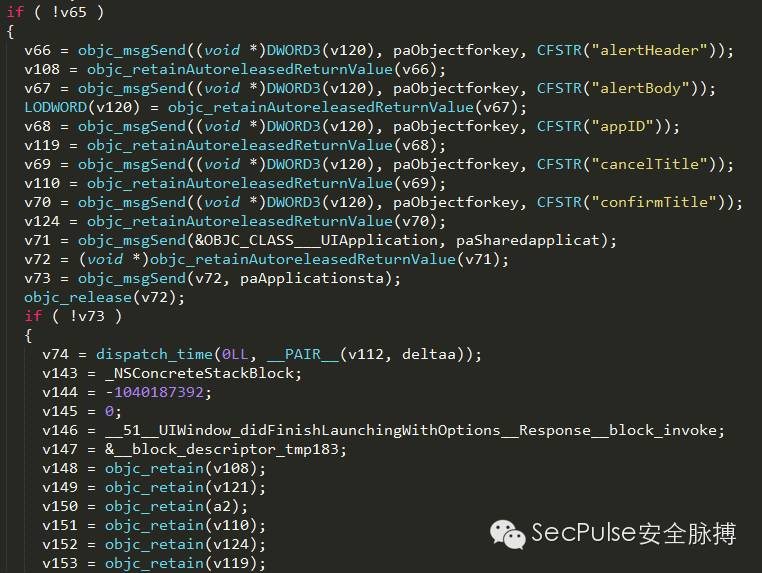 if ( !v65 )
{
v66 = objc_msgSend((void *)DWORD3(v120), paObjectforkey, CFSTR("alertHeader"));
v108 = objc_retainAutoreleasedReturnValue(v66);
v67 = objc_msgSend((void *)DWORD3(v120), paObjectforkey, CFSTR("alertBody"));
LODWORD(v120) = objc_retainAutoreleasedReturnValue(v67);
v68 = objc_msgSend((void *)DWORD3(v120), paObjectforkey, CFSTR("appID"));
v119 = objc_retainAutoreleasedReturnValue(v68);
v69 = objc_msgSend((void *)DWORD3(v120), paObjectforkey, CFSTR("cancelTitle"));
v110 = objc_retainAutoreleasedReturnValue(v69);
v70 = objc_msgSend((void *)DWORD3(v120), paObjectforkey, CFSTR("confirmTitle"));
v124 = objc_retainAutoreleasedReturnValue(v70);
v71 = objc_msgSend(&OBJC_CLASS___UIApplication, paSharedapplicat);
v72 = (void *)objc_retainAutoreleasedReturnValue(v71);
v73 = objc_msgSend(v72, paApplicationsta);
objc_release(v72);
if ( !v73 )
{
v74 = dispatch_time(0LL, __PAIR__(v112, deltaa));
v143 = _NSConcreteStackBlock;
v144 = -1040187392;
v145 = 0;
v146 = __51__UIWindow_didFinishLaunchingWithOptions__Response__block_invoke;
v147 = &__block_descriptor_tmp183;
v148 = objc_retain(v108);
v149 = objc_retain(v121);
v150 = objc_retain(a2);
v151 = objc_retain(v110);
v152 = objc_retain(v124);
v153 = objc_retain(v119);
SecPulse安全脉搏